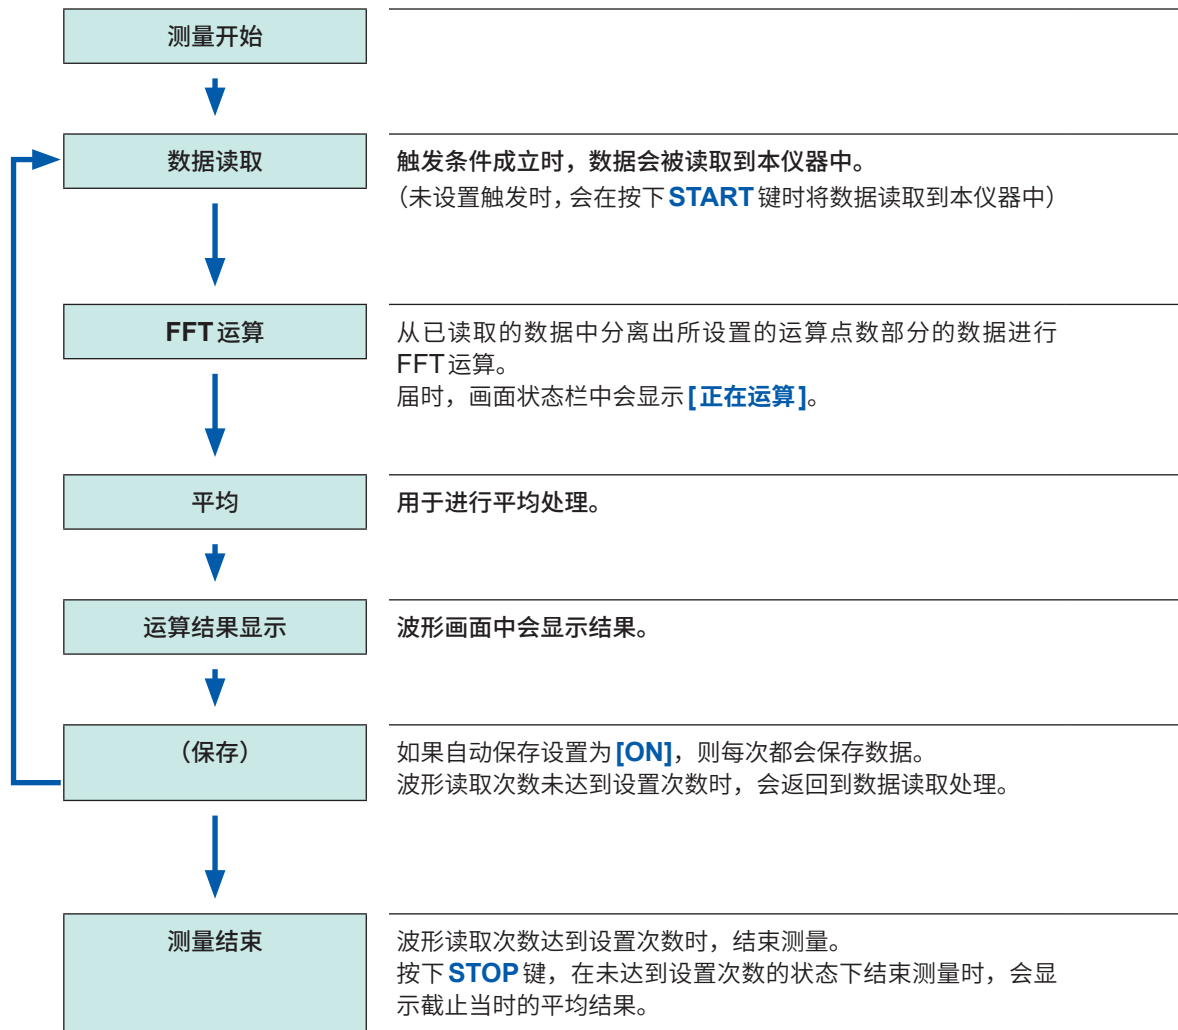 测量开始
数据读取
触发条件成立时，数据会被读取到本仪器中。
（未设置触发时，会在按下 START 键时将数据读取到本仪器中）
FFT 运算
从已读取的数据中分离出所设置的运算点数部分的数据进行
FFT 运算。
届时，画面状态栏中会显示 [正在运算]。
平均
用于进行平均处理。
运算结果显示
波形画面中会显示结果。
（保存）
如果自动保存设置为 [ON]，则每次都会保存数据。
波形读取次数未达到设置次数时，会返回到数据读取处理。
测量结束
波形读取次数达到设置次数时，结束测量。
按下 STOP 键，在未达到设置次数的状态下结束测量时，会显
示截止当时的平均结果。